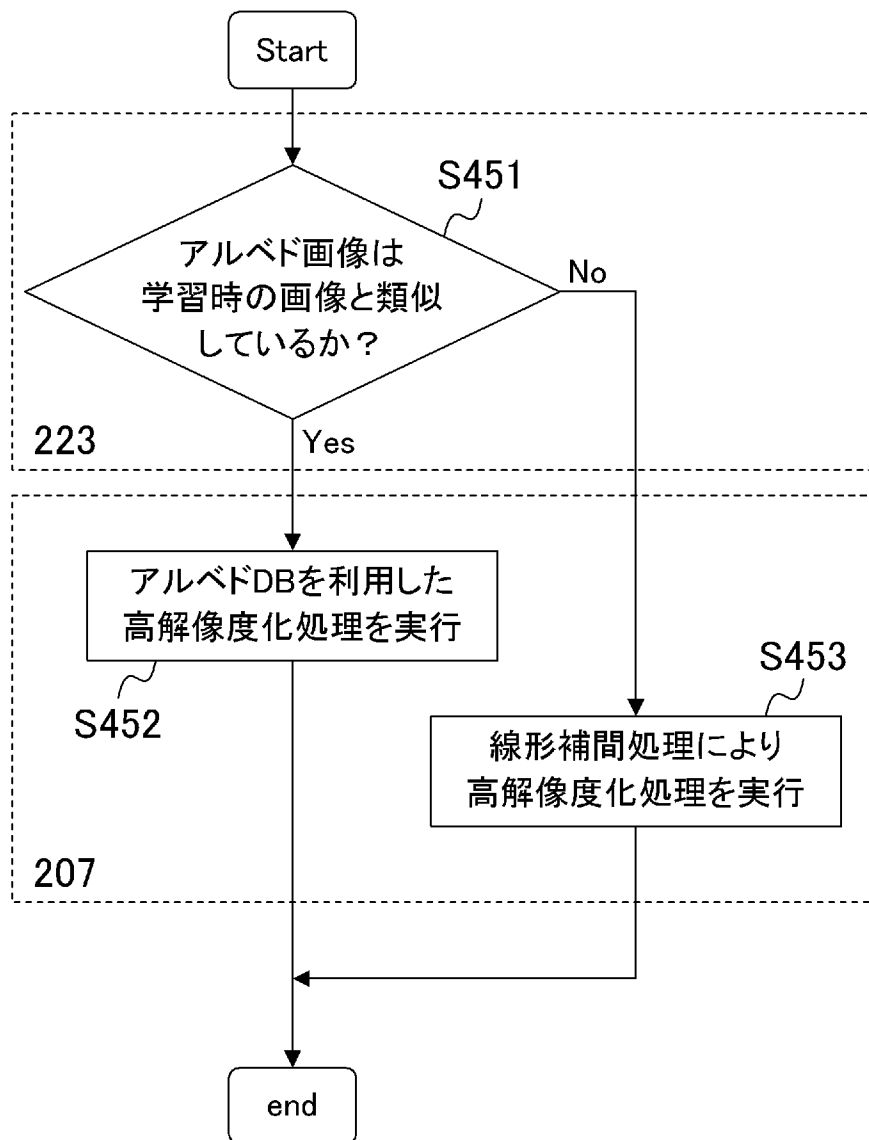 Start
S451
アルベド画像は
学習時の画像と類似
しているか？
No
Yes
223
アルベドDBを利用した
高解像度化処理を実行
S452
S453
線形補間処理により
高解像度化処理を実行
207
end